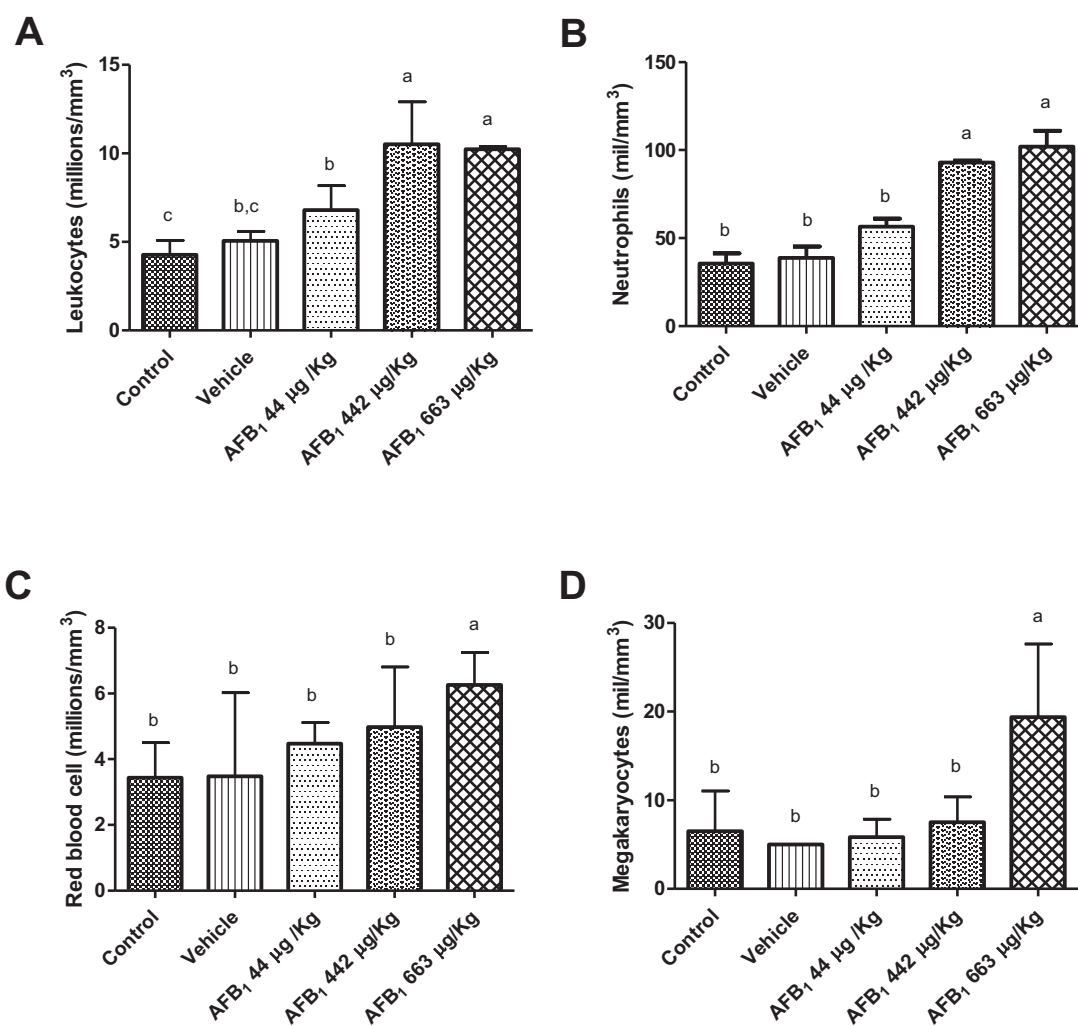 A
Leukocytes (millions/mm³)
15
10
5
0
c
b,c
b
a
a
Control
Vehicle
AFB₁ 44 µg /Kg
AFB₁ 442 µg/Kg
AFB₁ 663 µg/Kg
B
Neutrophils (mil/mm³)
150
100
50
0
b
b
b
a
a
Control
Vehicle
AFB₁ 44 µg /Kg
AFB₁ 442 µg/Kg
AFB₁ 663 µg/Kg
C
Red blood cell (millions/mm³)
8
6
4
2
0
b
b
b
b
a
Control
Vehicle
AFB₁ 44 µg /Kg
AFB₁ 442 µg/Kg
AFB₁ 663 µg/Kg
D
Megakaryocytes (mil/mm³)
30
20
10
0
b
b
b
b
a
Control
Vehicle
AFB₁ 44 µg /Kg
AFB₁ 442 µg/Kg
AFB₁ 663 µg/Kg